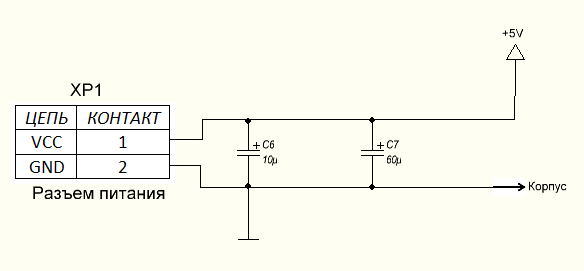 +5V
XP1
ЦЕПЬ КОНТАКТ
VCC 1
GND 2
Разъем питания
+ C6
10μ
+ C7
60μ
Корпус